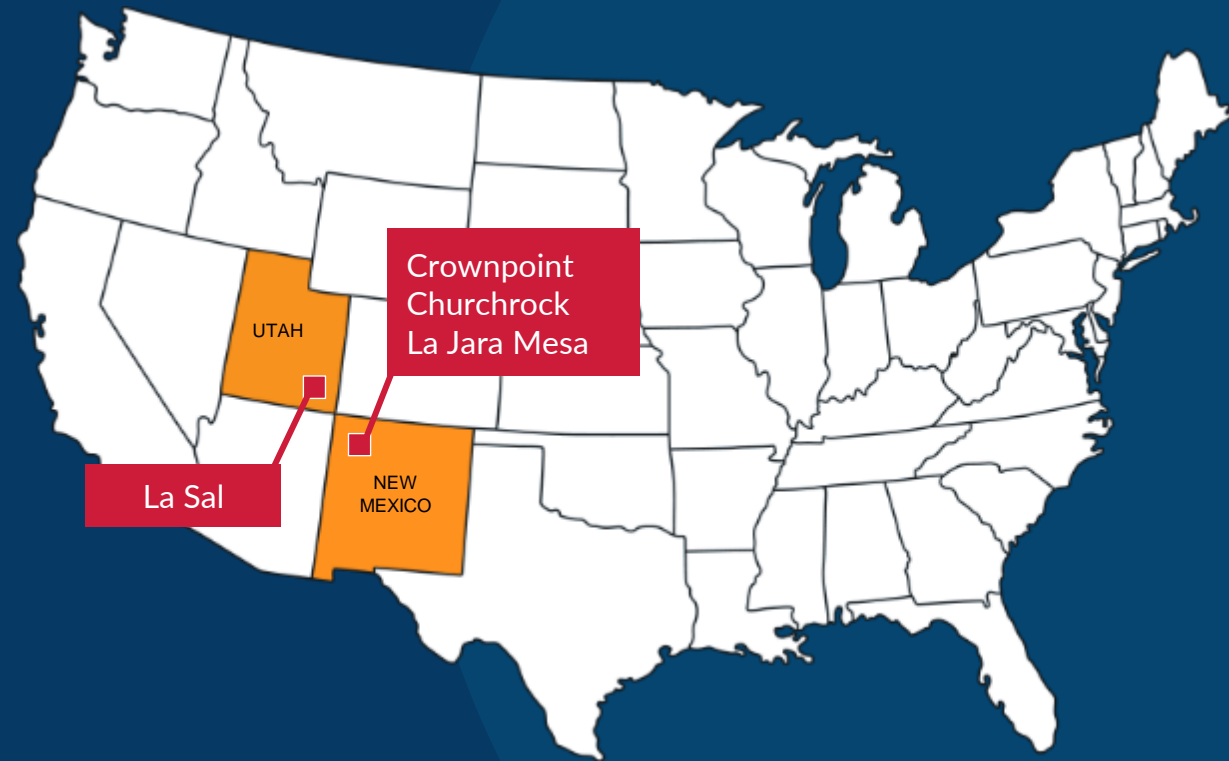 Crownpoint
Churchrock
La Jara Mesa
UTAH
La Sal
NEW
MEXICO